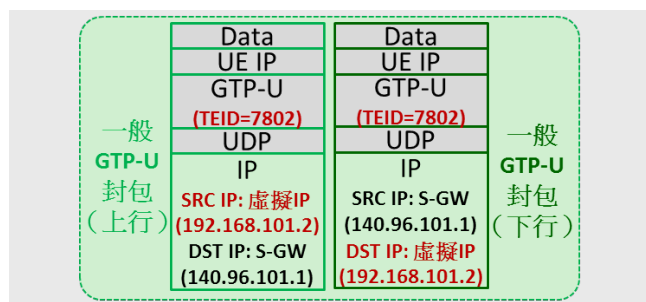 一般
GTP-U
封包
（上行）
Data
UE IP
GTP-U
(TEID=7802)
UDP
IP
SRC IP: 虛擬IP
(192.168.101.2)
DST IP: S-GW
(140.96.101.1)
Data
UE IP
GTP-U
(TEID=7802)
UDP
IP
SRC IP: S-GW
(140.96.101.1)
DST IP: 虛擬IP
(192.168.101.2)
一般
GTP-U
封包
（下行）